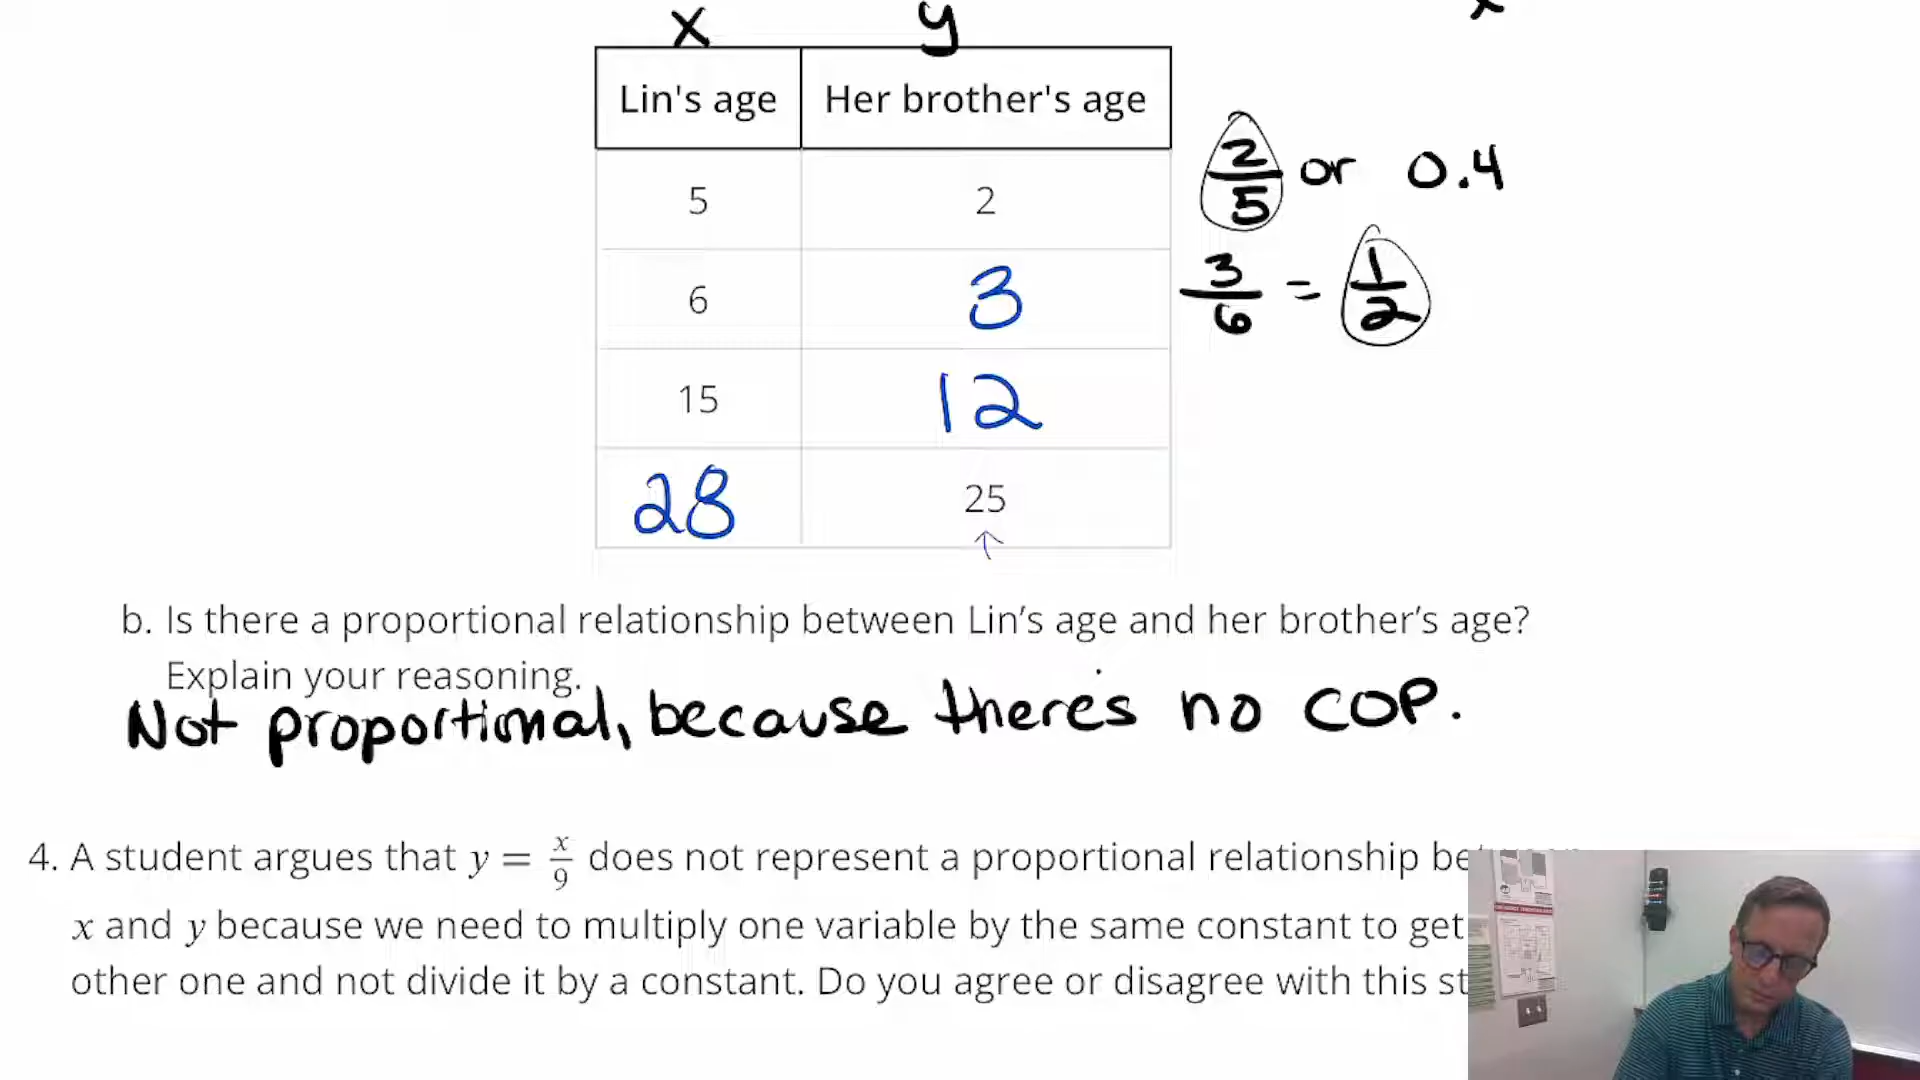 x y
Lin's age Her brother's age
5 2 2/5 or 0.4
6 3 3/6 = 1/2
15 12
28 25
b. Is there a proportional relationship between Lin’s age and her brother’s age?
Explain your reasoning.
Not proportional, because there's no COP.
4. A student argues that y = x/9 does not represent a proportional relationship
x and y because we need to multiply one variable by the same constant to get
other one and not divide it by a constant. Do you agree or disagree with this